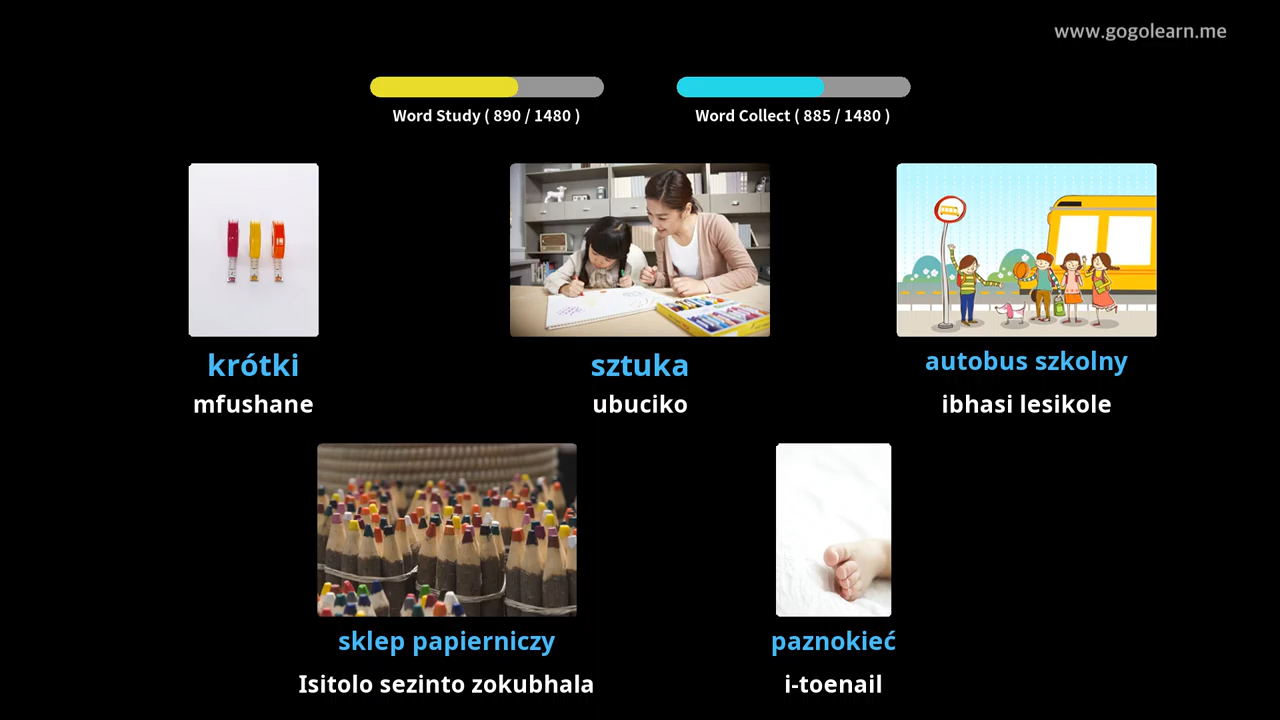 www.gogolearn.me
Word Study ( 890 / 1480 )
Word Collect ( 885 / 1480 )
krótki
mfushane
sztuka
ubuciko
autobus szkolny
ibhasi lesikole
sklep papierniczy
Isitolo sezinto zokubhala
paznokieć
i-toenail